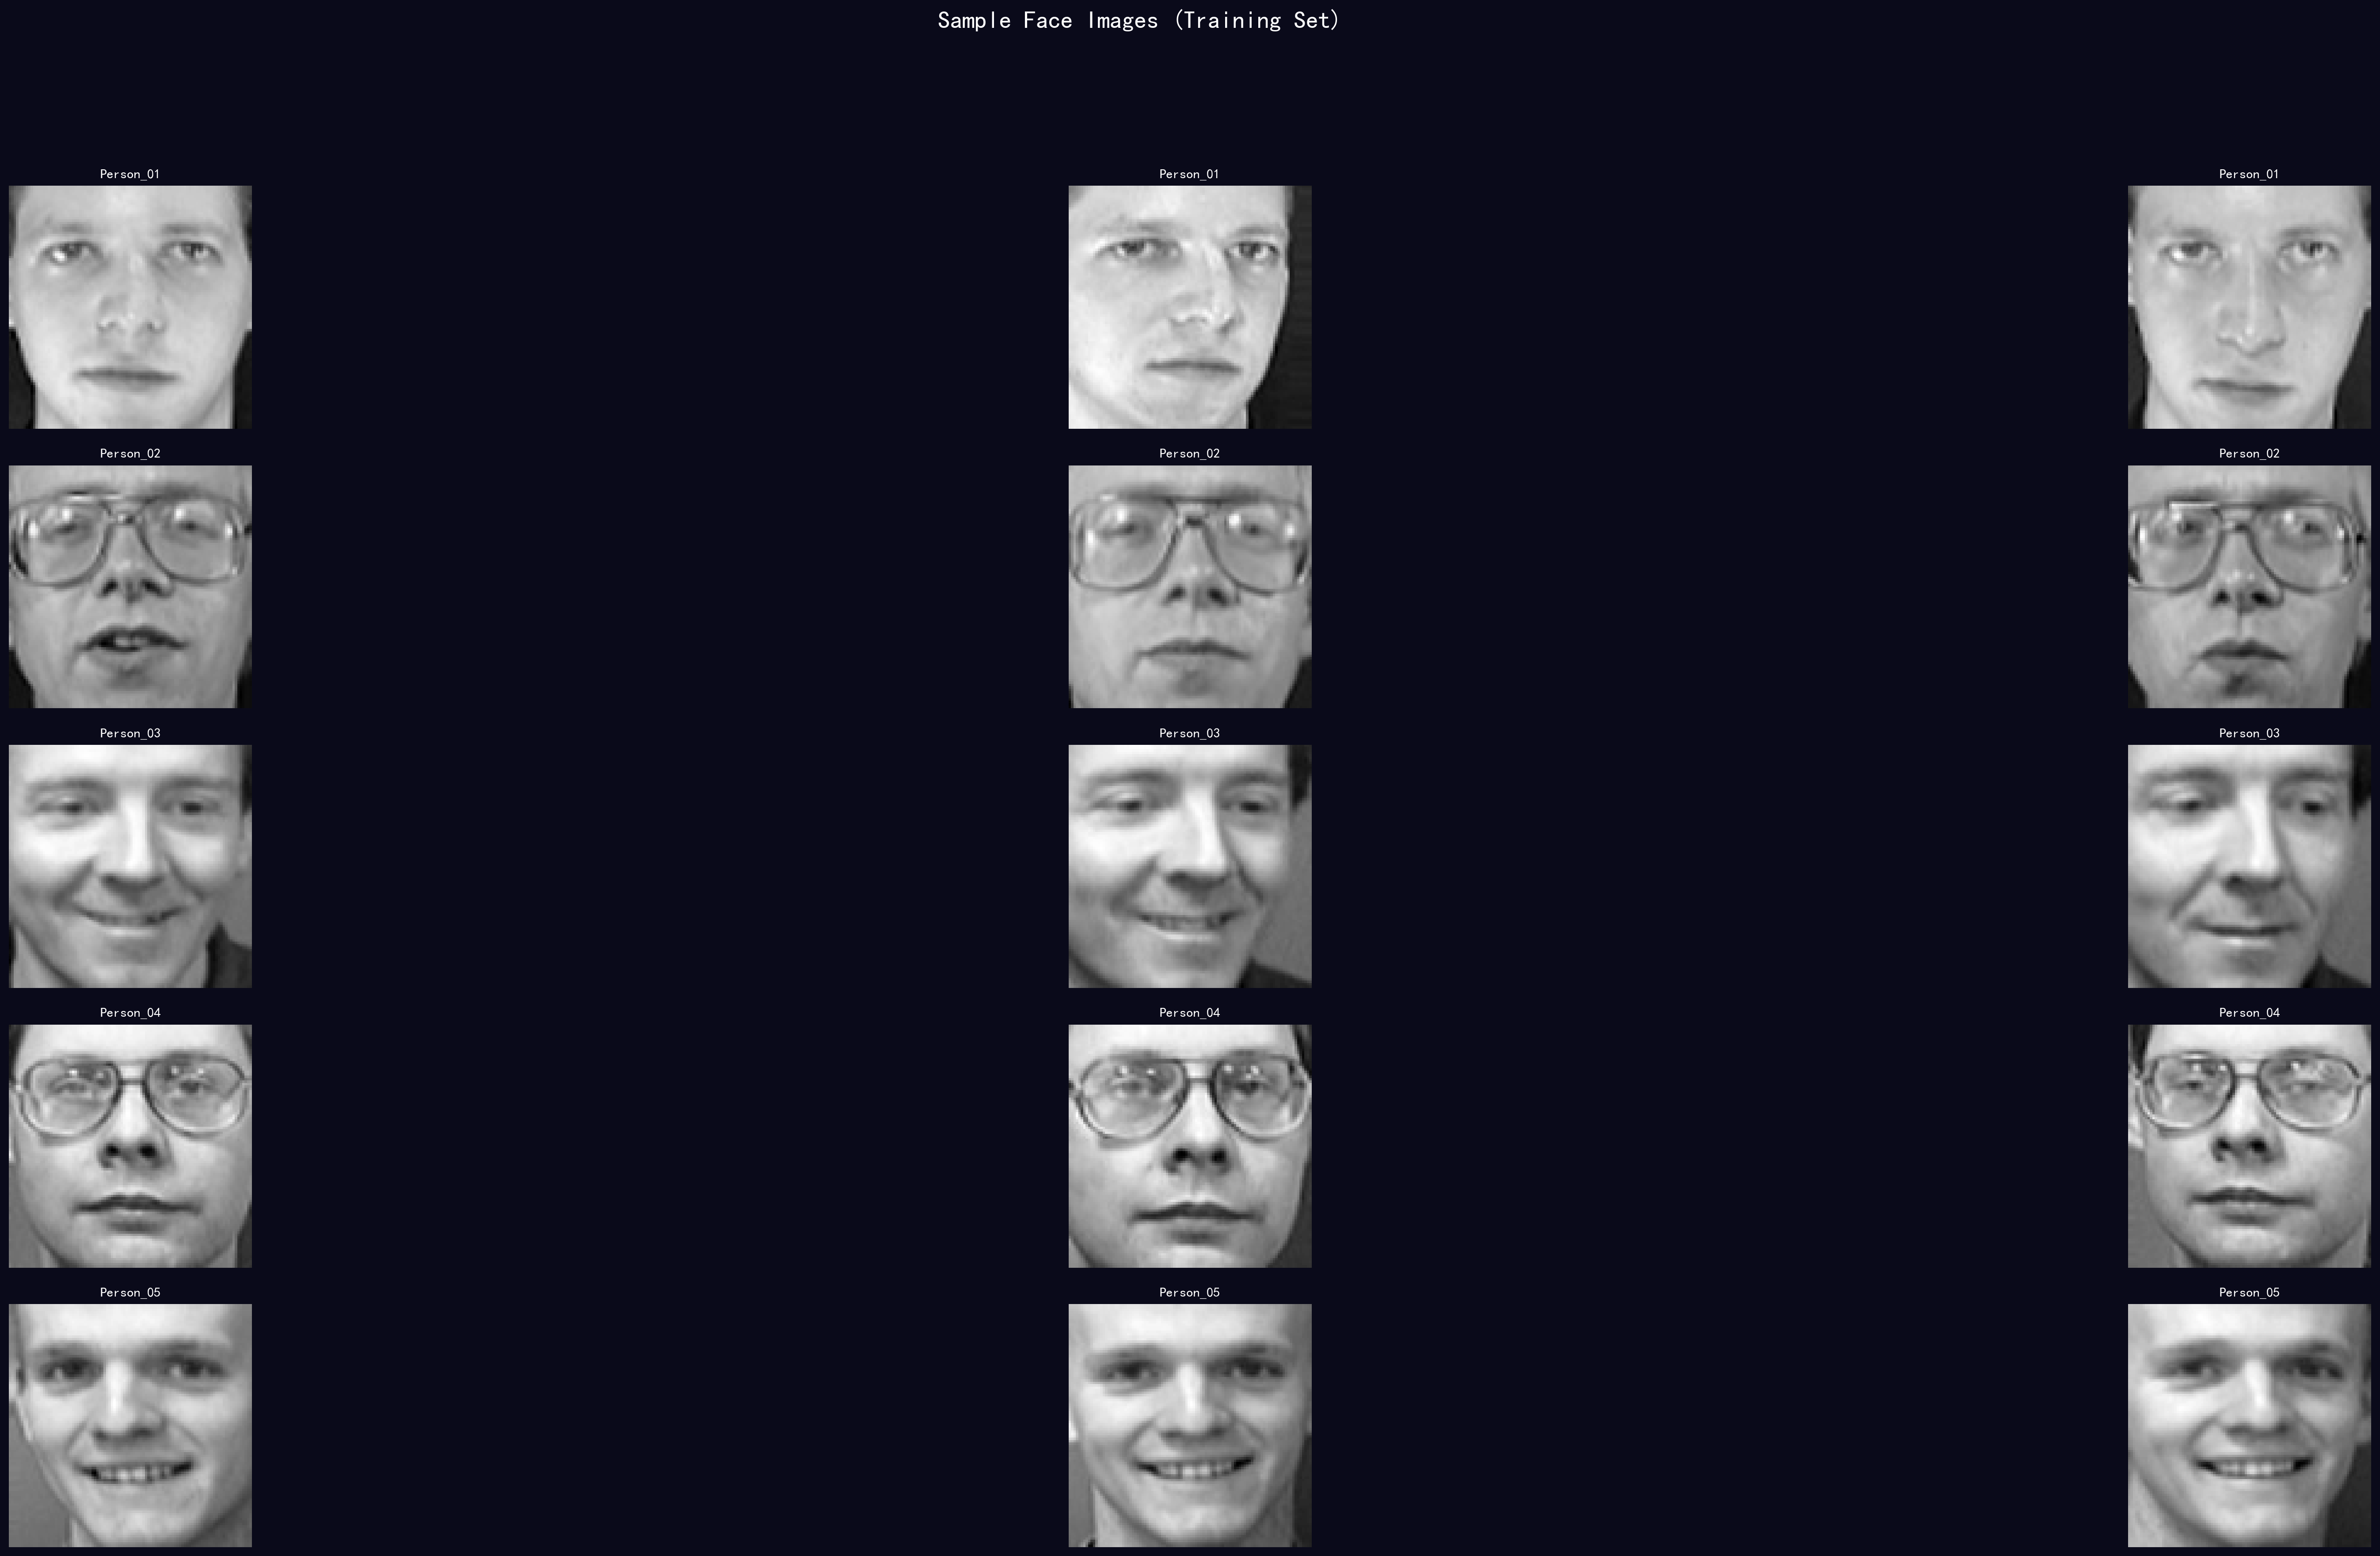 Sample Face Images (Training Set)
Person_01 Person_01 Person_01
Person_02 Person_02 Person_02
Person_03 Person_03 Person_03
Person_04 Person_04 Person_04
Person_05 Person_05 Person_05